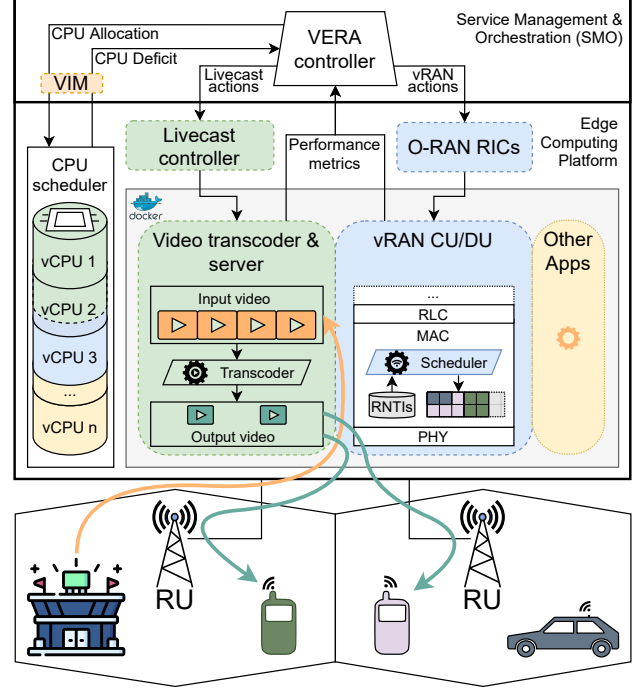 CPU Allocation
CPU Deficit
VIM
VERA
controller
Service Management &
Orchestration (SMO)
Livecast
actions
vRAN
actions
Livecast
controller
Performance
metrics
O-RAN RICs
Edge
Computing
Platform
CPU
scheduler
vCPU 1
vCPU 2
vCPU 3
...
vCPU n
docker
Video transcoder &
server
Input video
Transcoder
Output video
vRAN CU/DU
...
RLC
MAC
Scheduler
RNTIs
PHY
Other
Apps
RU
RU